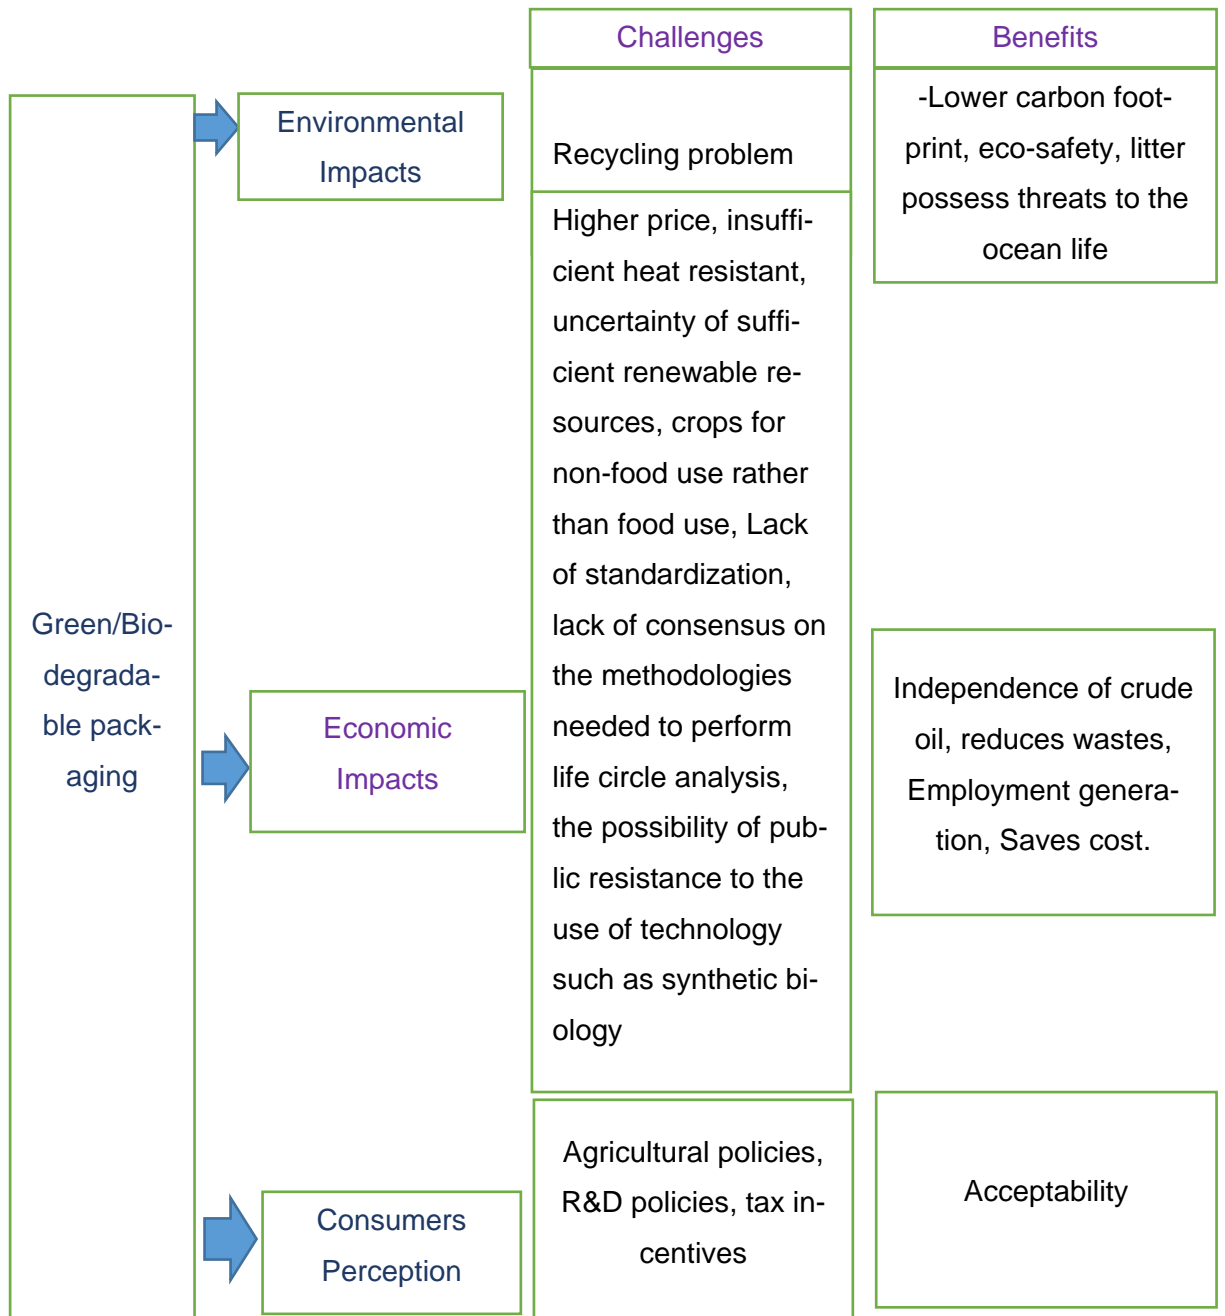 Challenges
Benefits
Green/Bio-
degrada-
ble pack-
aging
Environmental
Impacts
Recycling problem
-Lower carbon foot-
print, eco-safety, litter
possess threats to the
ocean life
Economic
Impacts
Higher price, insuffi-
cient heat resistant,
uncertainty of suffi-
cient renewable re-
sources, crops for
non-food use rather
than food use, Lack
of standardization,
lack of consensus on
the methodologies
needed to perform
life circle analysis,
the possibility of pub-
lic resistance to the
use of technology
such as synthetic bi-
ology
Independence of crude
oil, reduces wastes,
Employment genera-
tion, Saves cost.
Consumers
Perception
Agricultural policies,
R&D policies, tax in-
centives
Acceptability